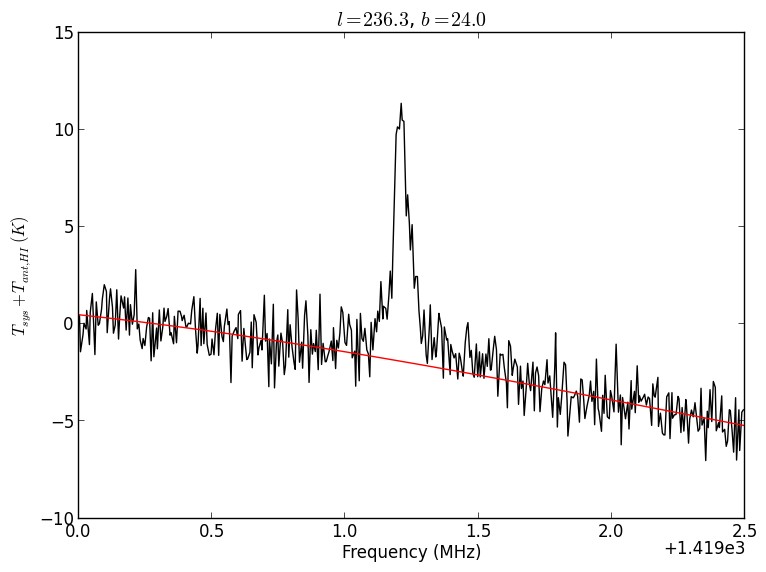 l = 236.3, b = 24.0
15
10
5
0
−5
−10
T_sys + T_ant,HI (K)
0.0 0.5 1.0 1.5 2.0 2.5
+1.419e3
Frequency (MHz)